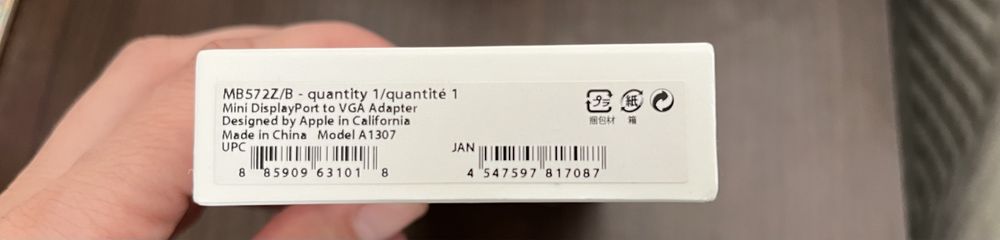 MB572Z/B - quantity 1/quantité 1
Mini DisplayPort to VGA Adapter
Designed by Apple in California
Made in China Model A1307
UPC
8 85909 63101 8
JAN
4 547597 817087
プラ
捆包材
紙
箱